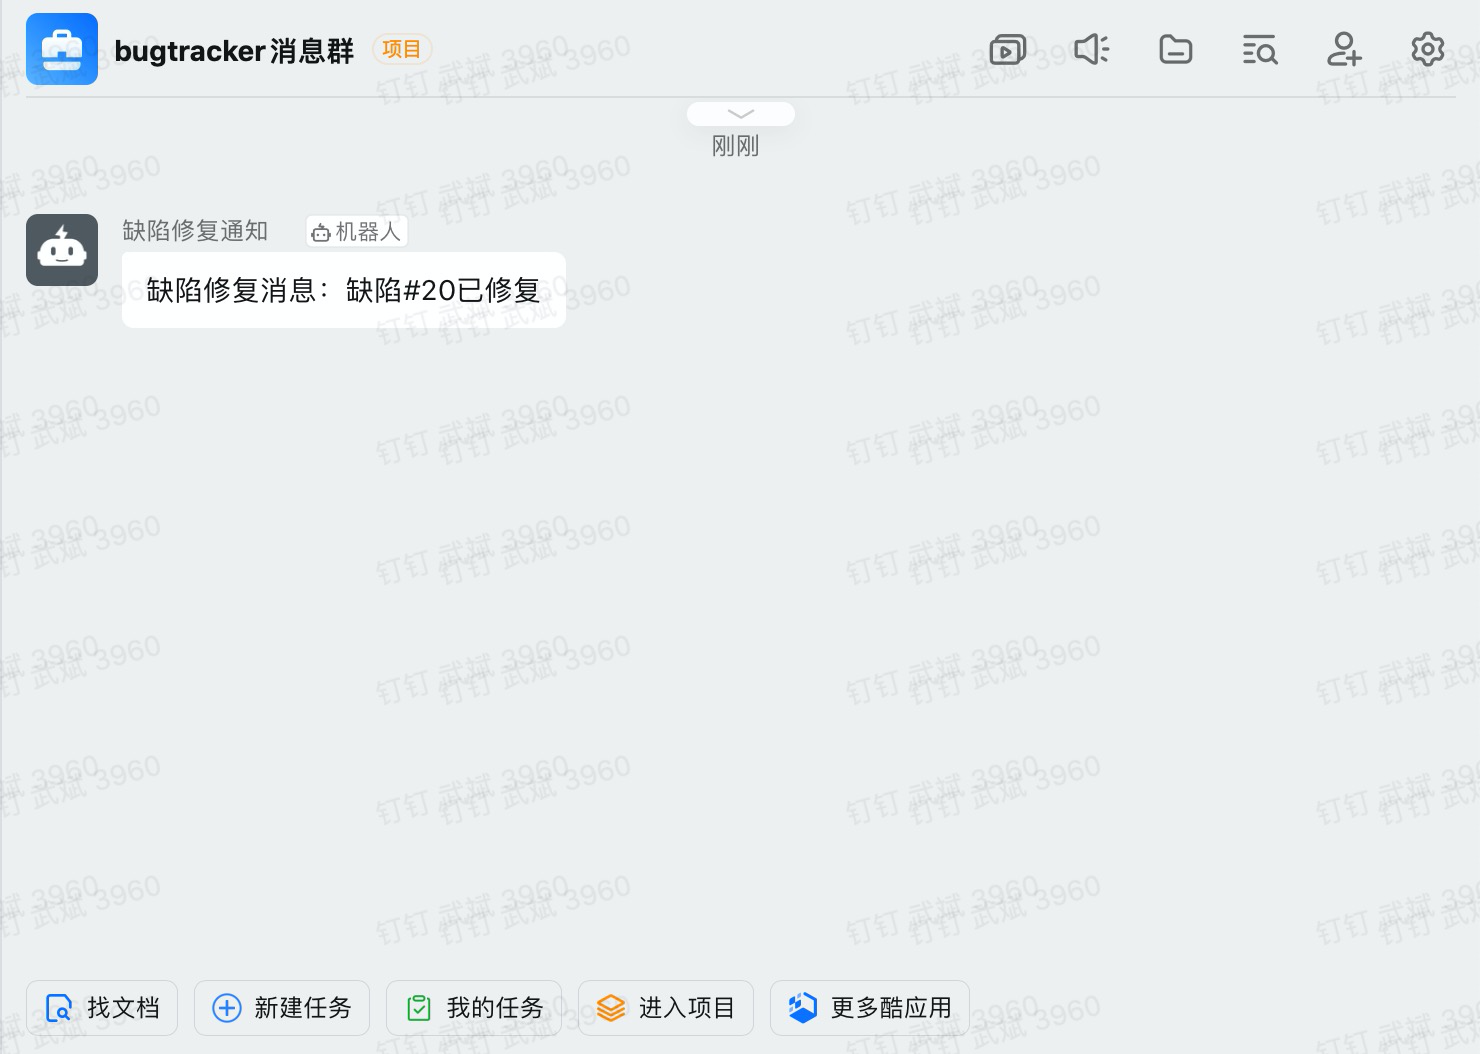 bugtracker消息群 项目
刚刚
缺陷修复通知 机器人
缺陷修复消息：缺陷#20已修复
找文档 新建任务 我的任务 进入项目 更多酷应用
钉钉 武斌 3960